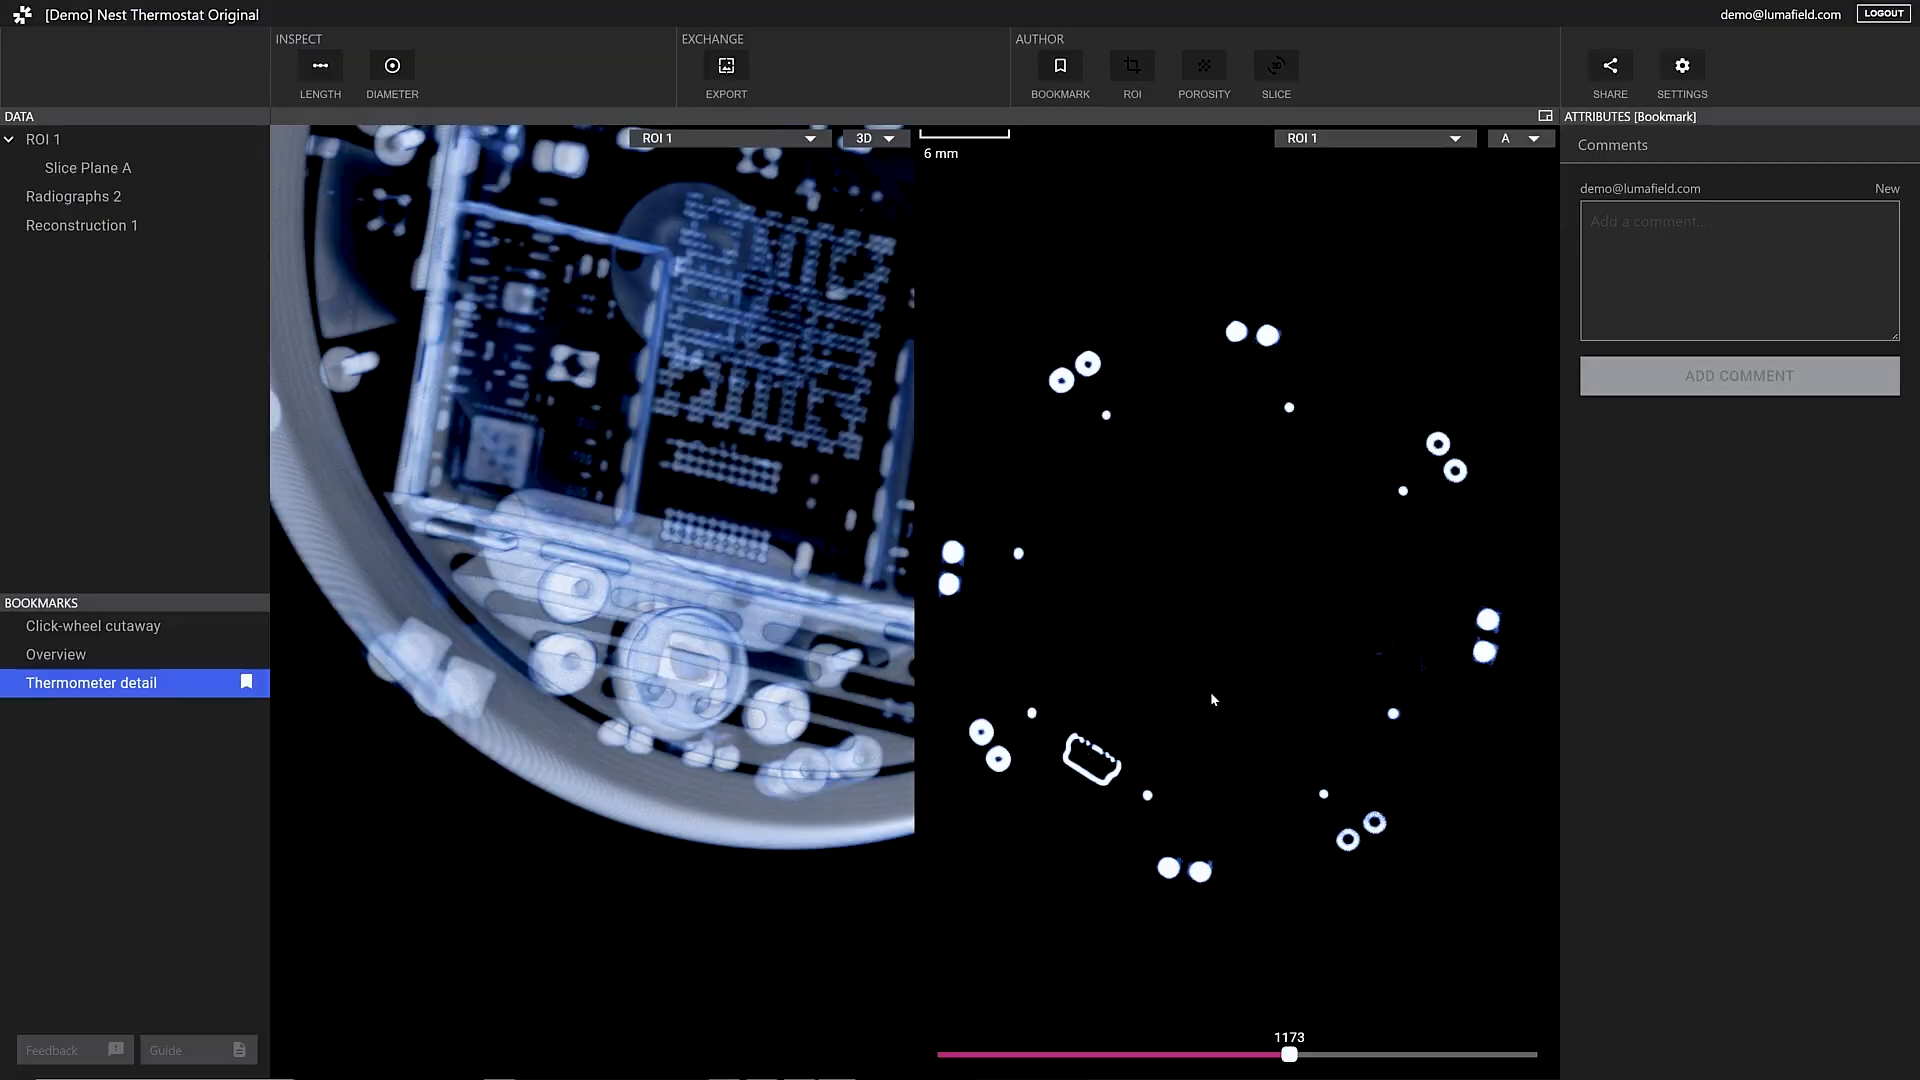 [Demo] Nest Thermostat Original
demo@lumafield.com
LOGOUT
INSPECT
EXCHANGE
AUTHOR
LENGTH
DIAMETER
EXPORT
BOOKMARK
ROI
POROSITY
SLICE
SHARE
SETTINGS
DATA
ROI 1
Slice Plane A
Radiographs 2
Reconstruction 1
BOOKMARKS
Click-wheel cutaway
Overview
Thermometer detail
Feedback
Guide
ROI 1
3D
6 mm
ROI 1
A
1173
ATTRIBUTES [Bookmark]
Comments
demo@lumafield.com
New
Add a comment...
ADD COMMENT